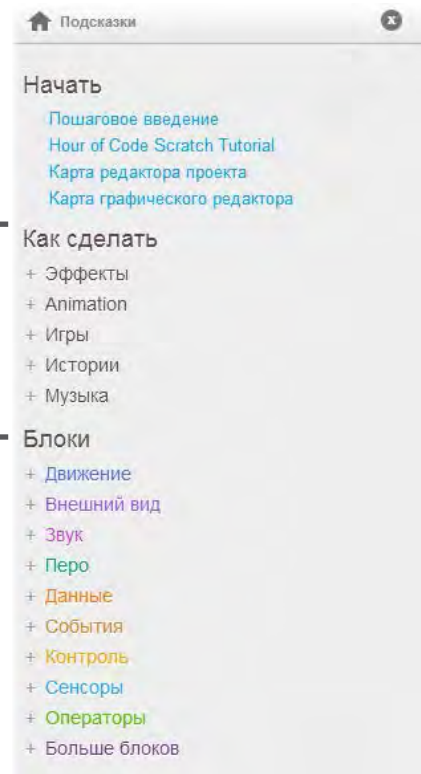 Подсказки
Начать
Пошаговое введение
Hour of Code Scratch Tutorial
Карта редактора проекта
Карта графического редактора
Как сделать
+ Эффекты
+ Animation
+ Игры
+ Истории
+ Музыка
Блоки
+ Движение
+ Внешний вид
+ Звук
+ Перо
+ Данные
+ События
+ Контроль
+ Сенсоры
+ Операторы
+ Больше блоков